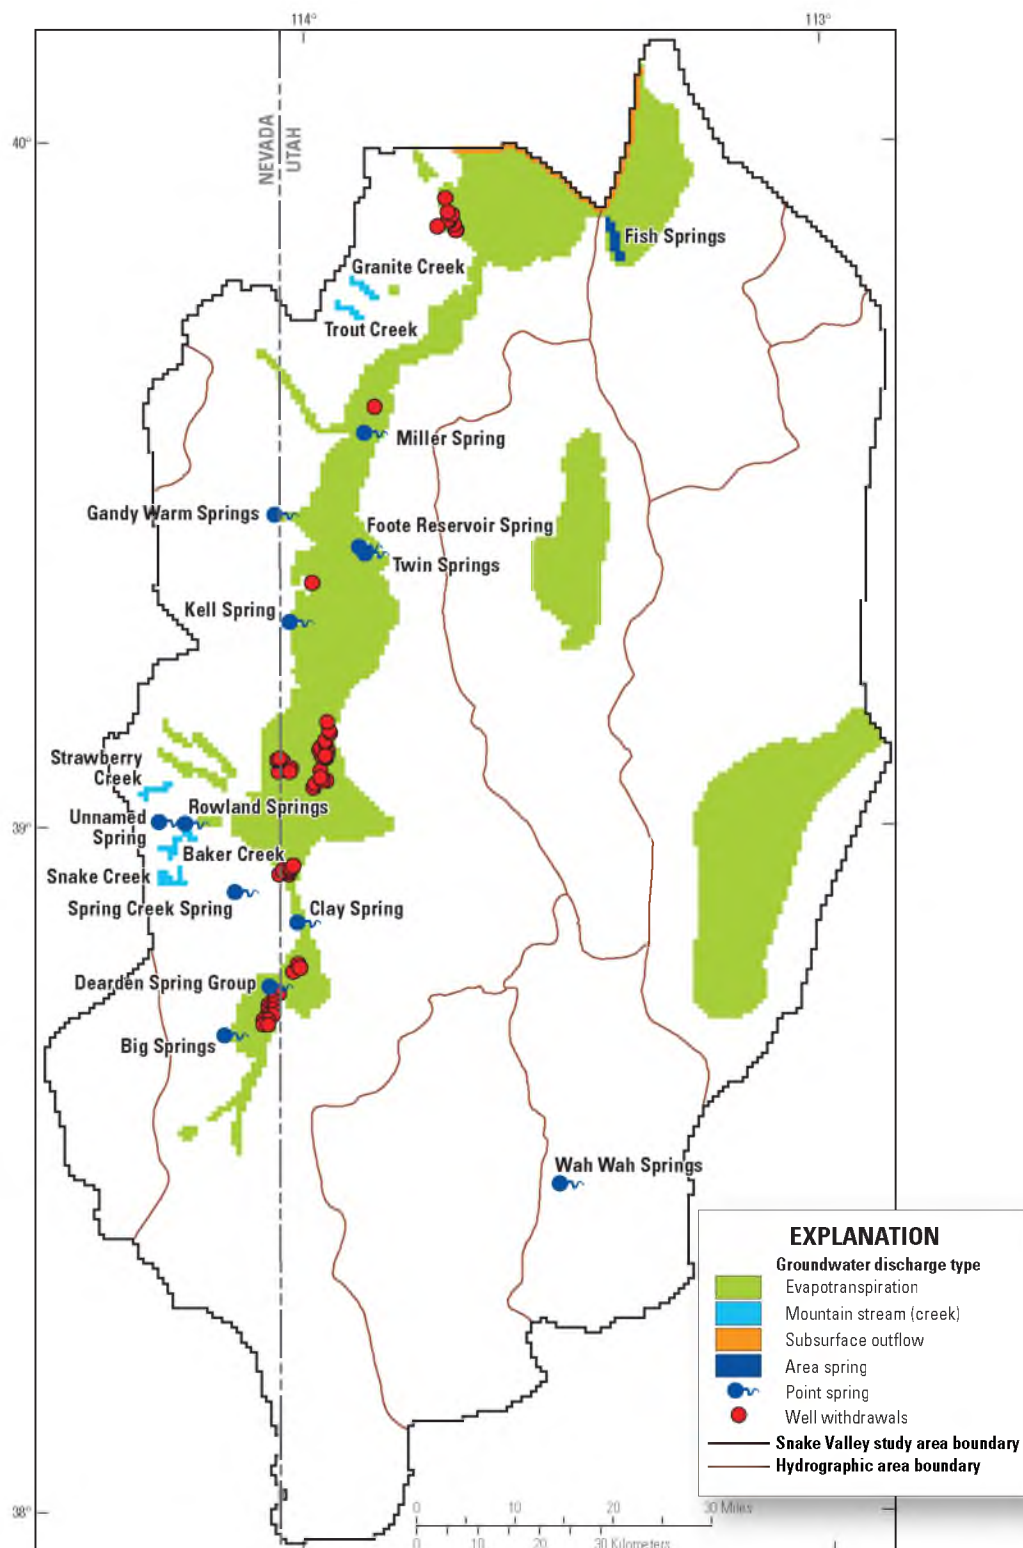 114°
113°
40°
NEVADA
UTAH
Fish Springs
Granite Creek
Trout Creek
Miller Spring
Gandy Warm Springs
Foote Reservoir Spring
Twin Springs
Kell Spring
Strawberry
Creek
Rowland Springs
Unnamed
Spring
39°
Baker Creek
Snake Creek
Spring Creek Spring
Clay Spring
Dearden Spring Group
Big Springs
Wah Wah Springs
EXPLANATION
Groundwater discharge type
Evapotranspiration
Mountain stream (creek)
Subsurface outflow
Area spring
Point spring
Well withdrawals
Snake Valley study area boundary
Hydrographic area boundary
38°
0 10 20 30 Miles
0 10 20 30 Kilometers